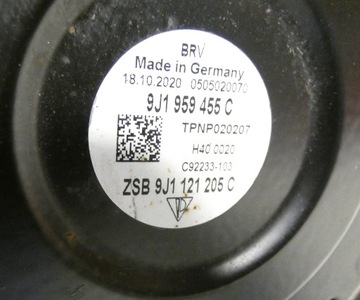 BRV
Made in Germany
18.10.2020 0505020070
9J1 959 455 C
TPNP020207
H40 0020
C92233-103
ZSB 9J1 121 205 C